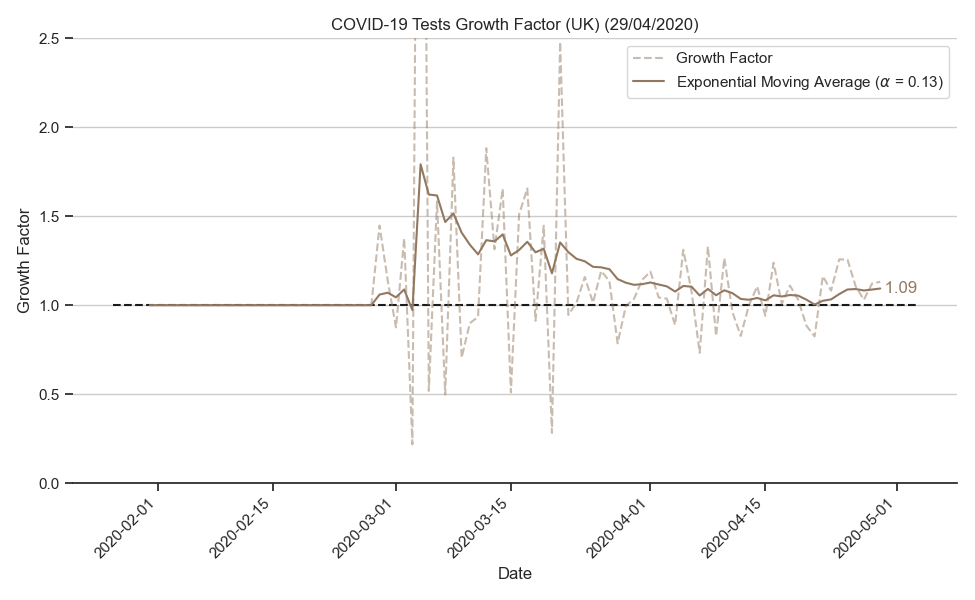 COVID-19 Tests Growth Factor (UK) (29/04/2020)
Growth Factor
Exponential Moving Average (α = 0.13)
2.5
2.0
1.5
1.0
0.5
0.0
Growth Factor
1.09
2020-02-01
2020-02-15
2020-03-01
2020-03-15
2020-04-01
2020-04-15
2020-05-01
Date